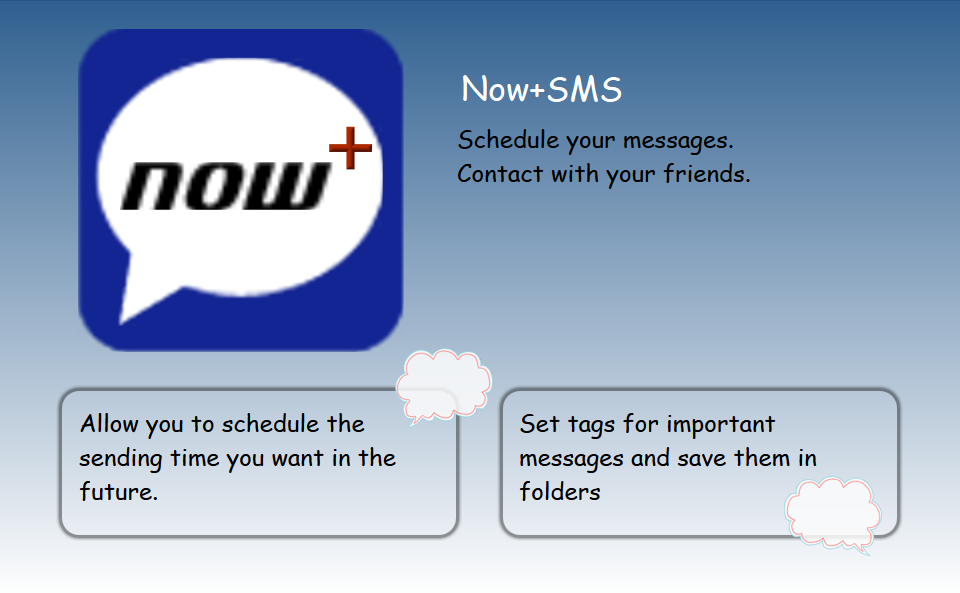 now+
Now+SMS
Schedule your messages.
Contact with your friends.
Allow you to schedule the
sending time you want in the
future.
Set tags for important
messages and save them in
folders